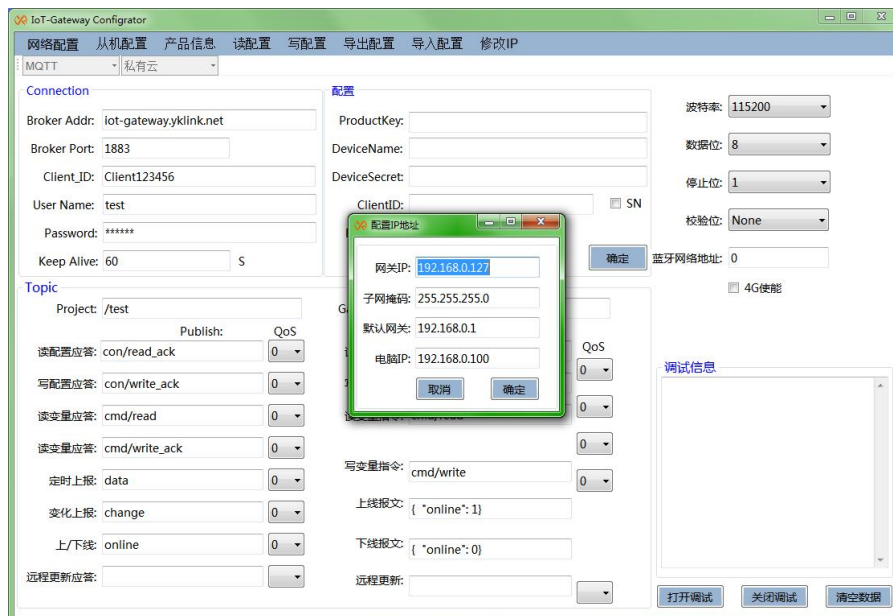 IoT-Gateway Configrator
网络配置 从机配置 产品信息 读配置 写配置 导出配置 导入配置 修改IP
MQTT 私有云
Connection
Broker Addr: iot-gateway.yklink.net
Broker Port: 1883
Client_ID: Client123456
User Name: test
Password: ******
Keep Alive: 60 S
配置
ProductKey:
DeviceName:
DeviceSecret:
ClientID:
SN
确定
波特率: 115200
数据位: 8
停止位: 1
校验位: None
蓝牙网络地址: 0
4G使能
配置IP地址
网关IP: 192.168.0.127
子网掩码: 255.255.255.0
默认网关: 192.168.0.1
电脑IP: 192.168.0.100
取消 确定
Topic
Project: /test
Publish: QoS
读配置应答: con/read_ack 0
写配置应答: con/write_ack 0
读变量应答: cmd/read 0
读变量应答: cmd/write_ack 0
定时上报: data 0
变化上报: change 0
上/下线: online 0
远程更新应答:
QoS
0
0
0
写变量指令: cmd/write 0
上线报文: { "online": 1}
下线报文: { "online": 0}
远程更新:
调试信息
打开调试 关闭调试 清空数据